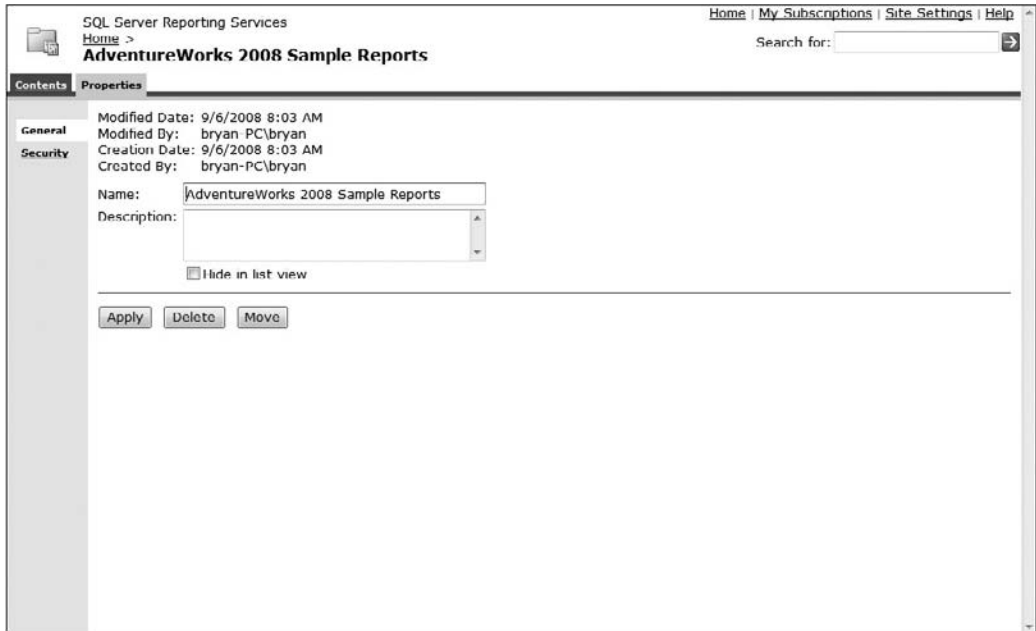 SQL Server Reporting Services
Home | My Subscriptions | Site Settings | Help
Home >
AdventureWorks 2008 Sample Reports
Search for:
Contents Properties
General
Security
Modified Date: 9/6/2008 8:03 AM
Modified By: bryan-PC\bryan
Creation Date: 9/6/2008 8:03 AM
Created By: bryan-PC\bryan
Name: AdventureWorks 2008 Sample Reports
Description:
Hide in list view
Apply Delete Move